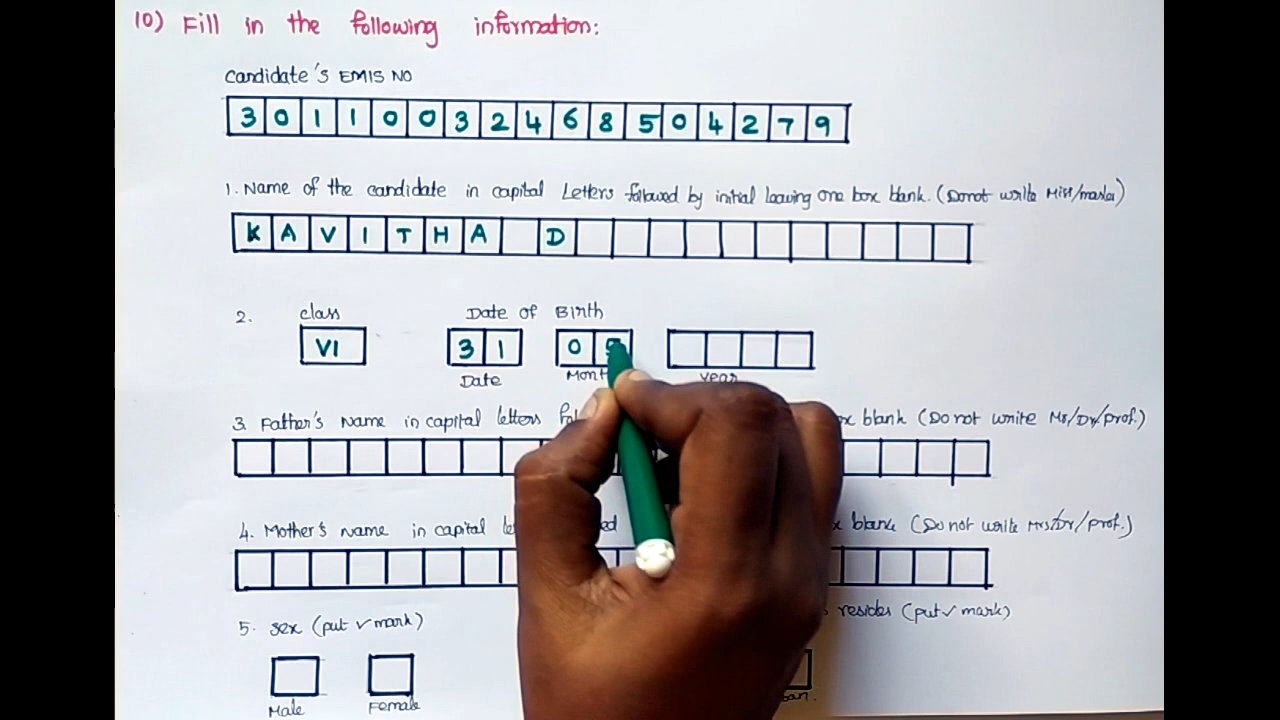 10) Fill in the following information:
Candidate's EMIS NO
3 0 1 1 0 0 3 2 4 6 8 5 0 4 2 7 9
1. Name of the candidate in capital Letters followed by initial leaving one box blank. (Do not write Miss/master)
K A V I T H A D
2. class Date of Birth
VI 3 1 0 5
Date Month year
3. Father's Name in capital letters blank (Do not write Mr/Dr/Prof.)
4. Mother's name in capital blank (Do not write Mrs/Dr/Prof.)
5. sex (put ✓ mark) resides (put ✓ mark)
Male Female